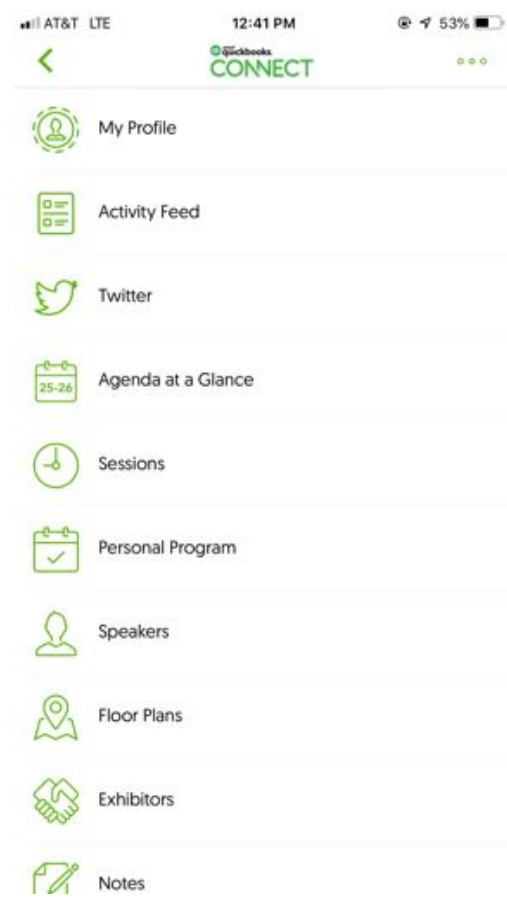 AT&T LTE 12:41 PM 53%
quickbooks
CONNECT
My Profile
Activity Feed
Twitter
25-26
Agenda at a Glance
Sessions
Personal Program
Speakers
Floor Plans
Exhibitors
Notes